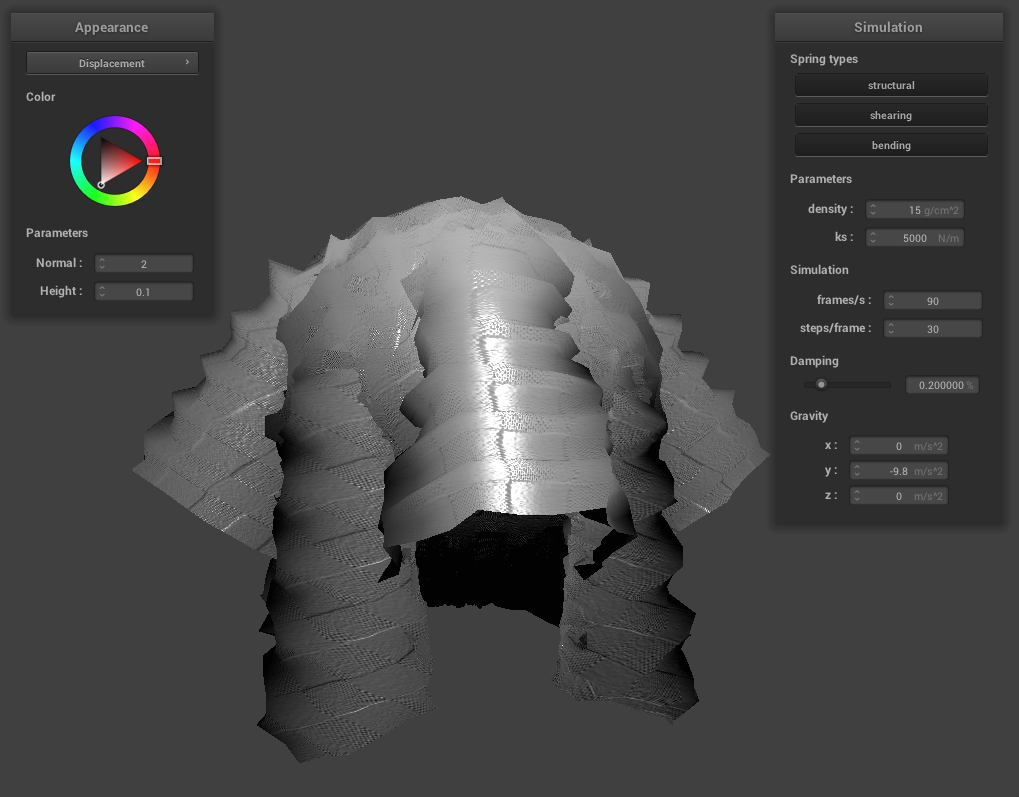 Appearance
Displacement
Color
Parameters
Normal : 2
Height : 0.1
Simulation
Spring types
structural
shearing
bending
Parameters
density : 15 g/cm^2
ks : 5000 N/m
Simulation
frames/s : 90
steps/frame : 30
Damping
0.200000 %
Gravity
x : 0 m/s^2
y : -9.8 m/s^2
z : 0 m/s^2